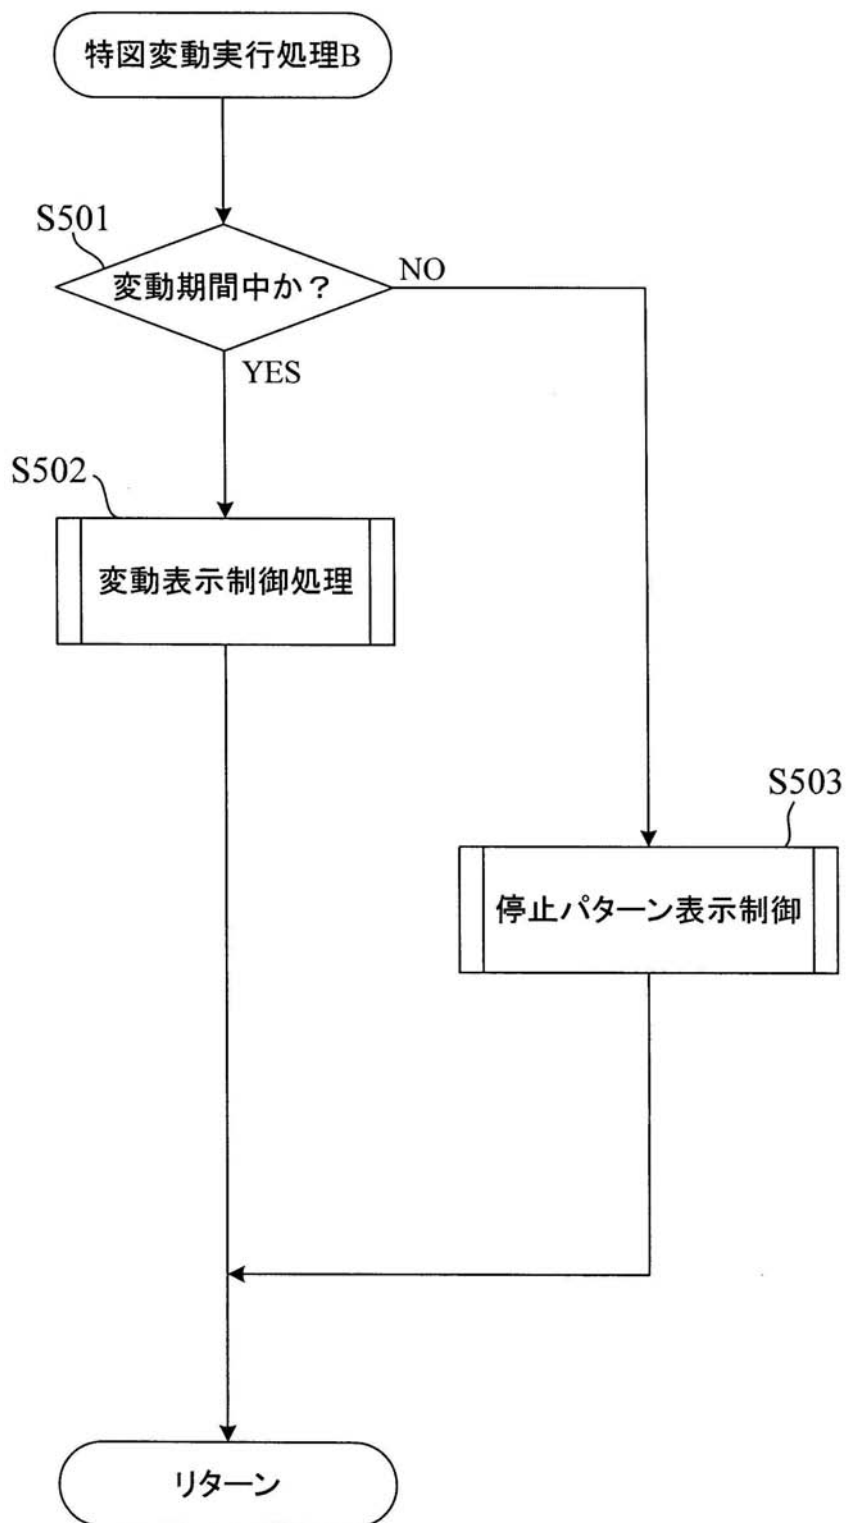 特図変動実行処理B
S501
変動期間中か？
NO
YES
S502
変動表示制御処理
S503
停止パターン表示制御
リターン